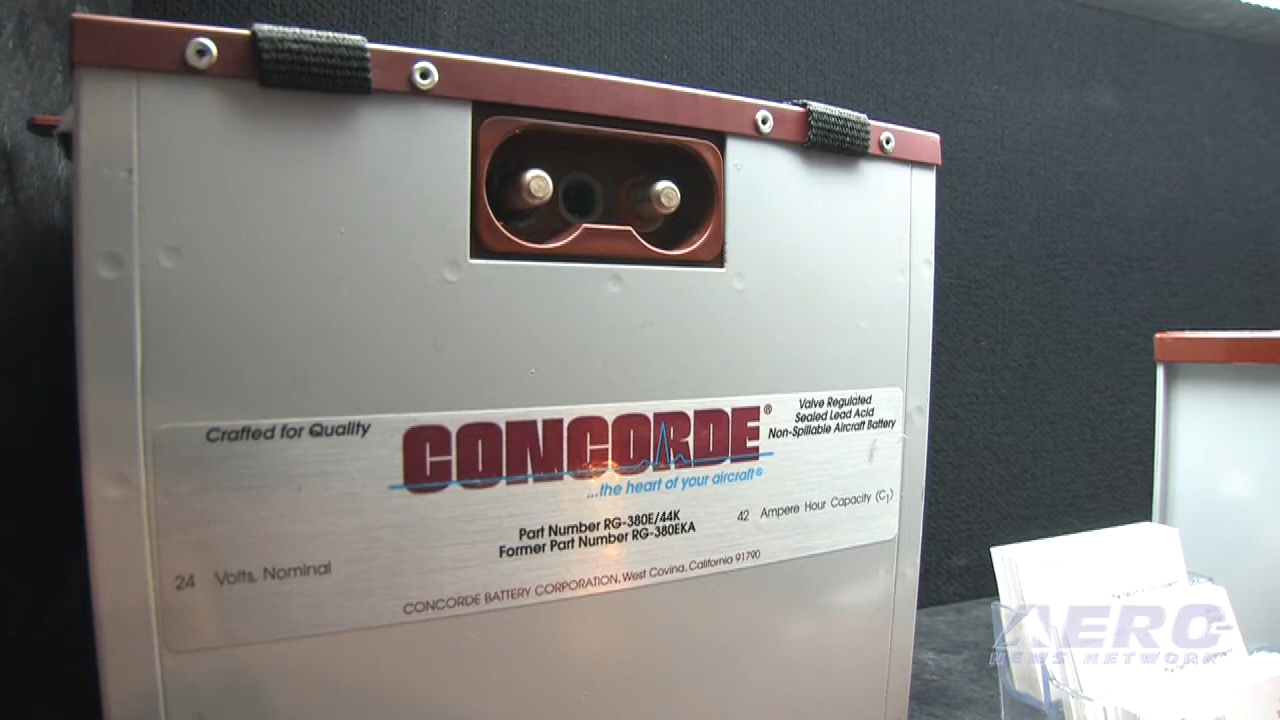 Crafted for Quality
CONCORDE®
...the heart of your aircraft®
Valve Regulated
Sealed Lead Acid
Non-Spillable Aircraft Battery
Part Number RG-380E/44K
Former Part Number RG-380EKA
42 Ampere Hour Capacity (C1)
24 Volts, Nominal
CONCORDE BATTERY CORPORATION, West Covina, California 91790
AERO
NEWS NETWORK